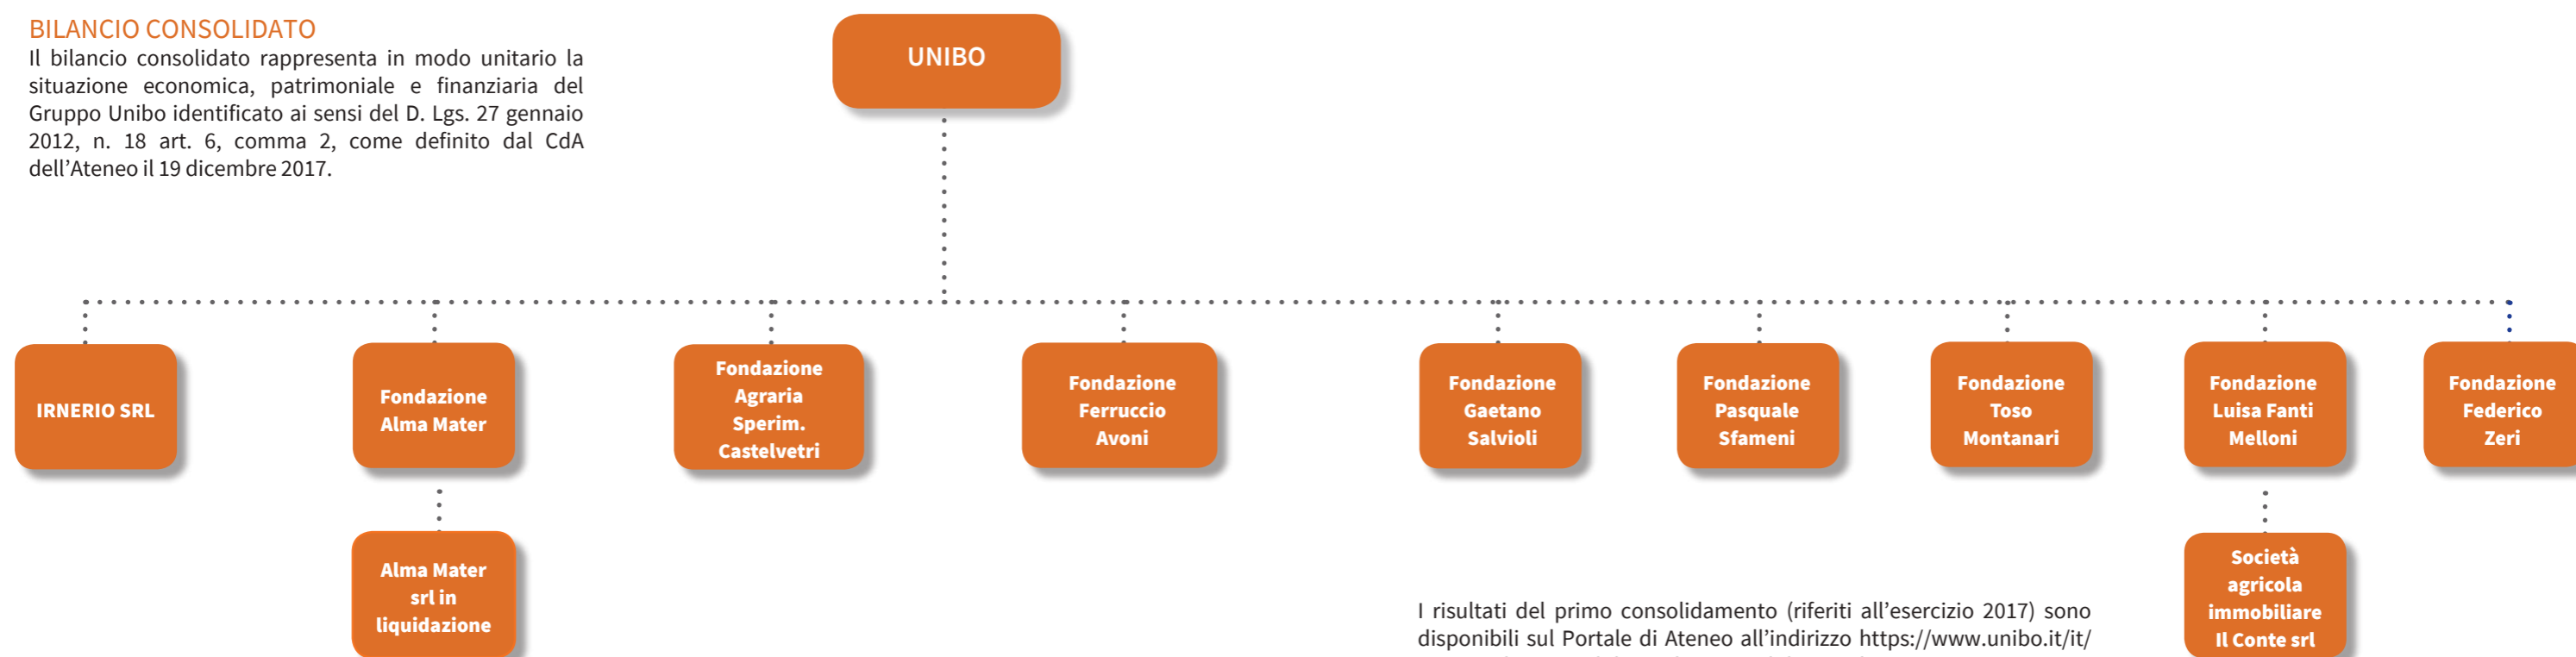 BILANCIO CONSOLIDATO
Il bilancio consolidato rappresenta in modo unitario la
situazione economica, patrimoniale e finanziaria del
Gruppo Unibo identificato ai sensi del D. Lgs. 27 gennaio
2012, n. 18 art. 6, comma 2, come definito dal CdA
dell'Ateneo il 19 dicembre 2017.
UNIBO
IRNERIO SRL
Fondazione
Alma Mater
Fondazione
Agraria
Sperim.
Castelvetri
Fondazione
Ferruccio
Avoni
Fondazione
Gaetano
Salvioli
Fondazione
Pasquale
Sfameni
Fondazione
Toso
Montanari
Fondazione
Luisa Fanti
Melloni
Fondazione
Federico
Zeri
Alma Mater
srl in
liquidazione
Società
agricola
immobiliare
Il Conte srl
I risultati del primo consolidamento (riferiti all'esercizio 2017) sono
disponibili sul Portale di Ateneo all'indirizzo https://www.unibo.it/it/